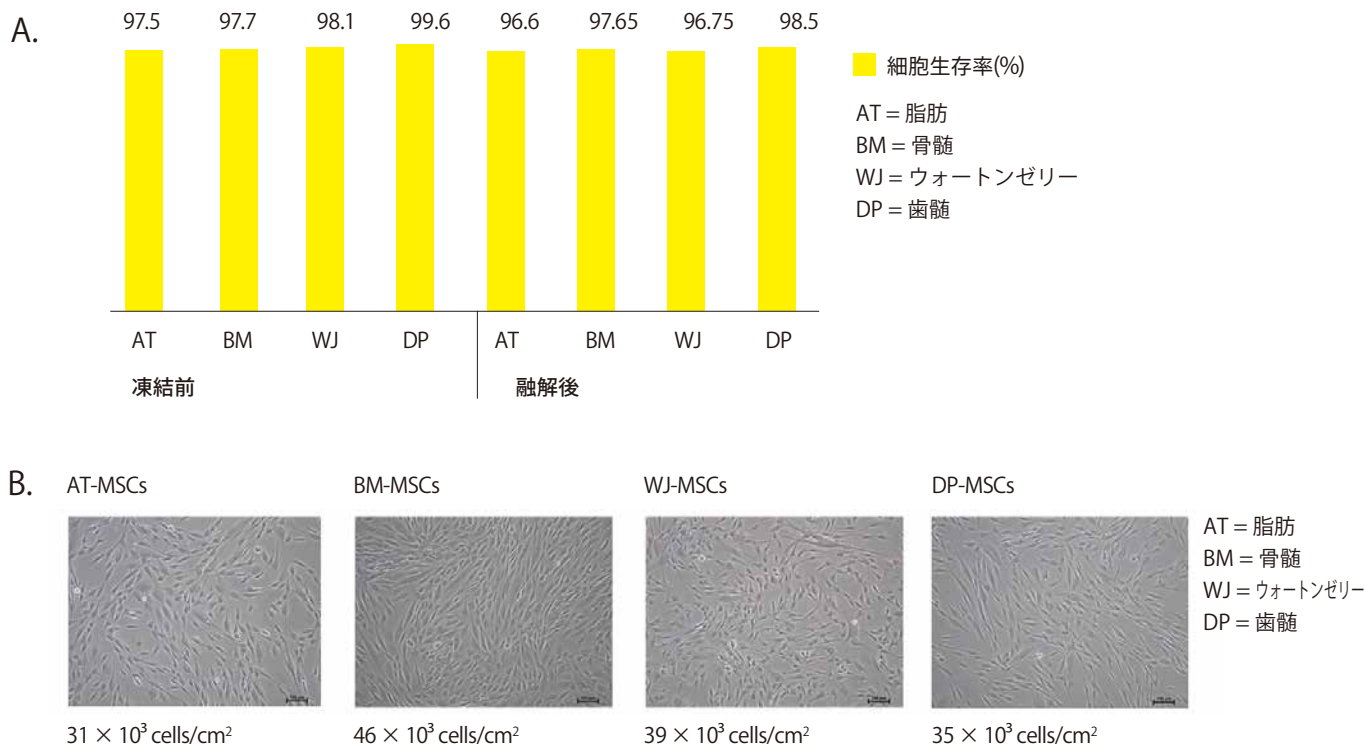 A.
97.5 97.7 98.1 99.6 96.6 97.65 96.75 98.5
細胞生存率(%)
AT = 脂肪
BM = 骨髄
WJ = ウォートンゼリー
DP = 歯髄
AT BM WJ DP AT BM WJ DP
凍結前 融解後
B.
AT-MSCs BM-MSCs WJ-MSCs DP-MSCs
AT = 脂肪
BM = 骨髄
WJ = ウォートンゼリー
DP = 歯髄
31 × 10³ cells/cm² 46 × 10³ cells/cm² 39 × 10³ cells/cm² 35 × 10³ cells/cm²